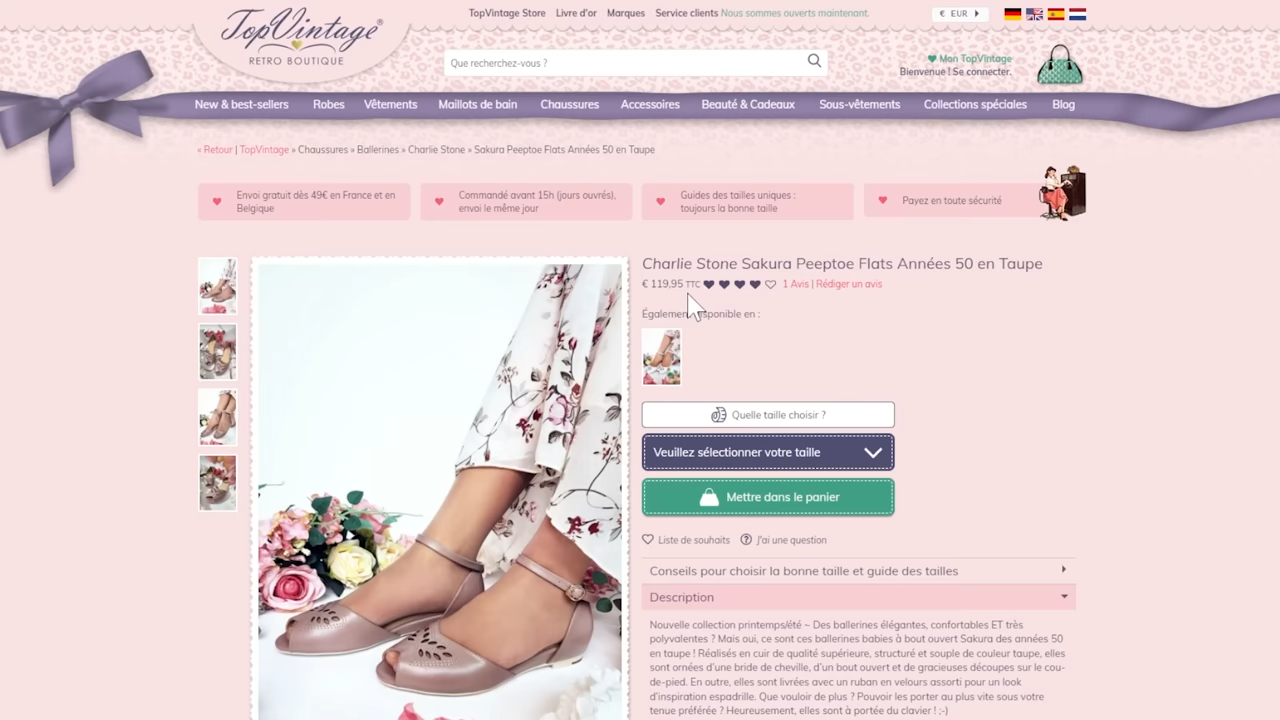 TopVintage Store Livre d'or Marques Service clients Nous sommes ouverts maintenant.
€ EUR
TopVintage®
RETRO BOUTIQUE
Que recherchez-vous ?
Mon TopVintage
Bienvenue ! Se connecter.
New & best-sellers Robes Vêtements Maillots de bain Chaussures Accessoires Beauté & Cadeaux Sous-vêtements Collections spéciales Blog
« Retour | TopVintage » Chaussures » Ballerines » Charlie Stone » Sakura Peeptoe Flats Années 50 en Taupe
Envoi gratuit dès 49€ en France et en
Belgique
Commandé avant 15h (jours ouvrés),
envoi le même jour
Guides des tailles uniques :
toujours la bonne taille
Payez en toute sécurité
Charlie Stone Sakura Peeptoe Flats Années 50 en Taupe
€ 119,95 TTC 1 Avis | Rédiger un avis
disponible en :
Quelle taille choisir ?
Veuillez sélectionner votre taille
Mettre dans le panier
Liste de souhaits J'ai une question
Conseils pour choisir la bonne taille et guide des tailles
Description
Nouvelle collection printemps/été ~ Des ballerines élégantes, confortables ET très
polyvalentes ? Mais oui, ce sont ces ballerines babies à bout ouvert Sakura des années 50
en taupe ! Réalisés en cuir de qualité supérieure, structuré et souple de couleur taupe, elles
sont ornées d'une bride de cheville, d'un bout ouvert et de gracieuses découpes sur le cou-
de-pied. En outre, elles sont livrées avec un ruban en velours assorti pour un look
d'inspiration espadrille. Que vouloir de plus ? Pouvoir les porter au plus vite sous votre
tenue préférée ? Heureusement, elles sont à portée du clavier ! ;-)